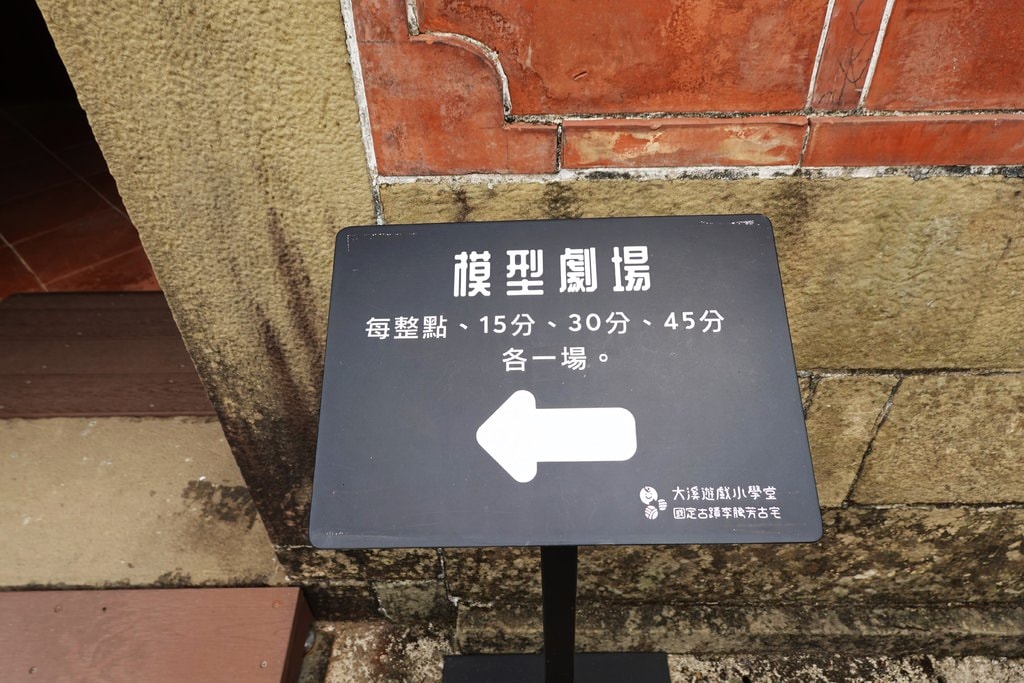 模型劇場
每整點、15分、30分、45分
各一場。
大溪遊戲小學堂
國定古蹟李騰芳古宅